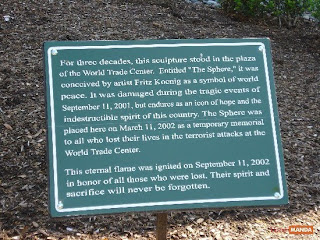 For three decades, this sculpture stood in the plaza
of the World Trade Center. Entitled "The Sphere," it was
conceived by artist Fritz Koenig as a symbol of world
peace. It was damaged during the tragic events of
September 11, 2001, but endures as an icon of hope and the
indestructible spirit of this country. The Sphere was
placed here on March 11, 2002 as a temporary memorial
to all who lost their lives in the terrorist attacks at the
World Trade Center.
This eternal flame was ignited on September 11, 2002
in honor of all those who were lost. Their spirit and
sacrifice will never be forgotten.
MANDA